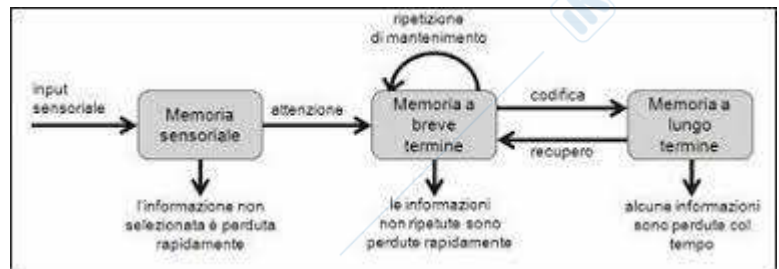 ripetizione
di mantenimento
input
sensoriale
Memoria
sensoriale
attenzione
Memoria a
breve
termine
codifica
recupero
Memoria a
lungo
termine
l'informazione non
selezionata è perduta
rapidamente
le informazioni
non ripetute sono
perdute rapidamente
alcune informazioni
sono perdute col
tempo